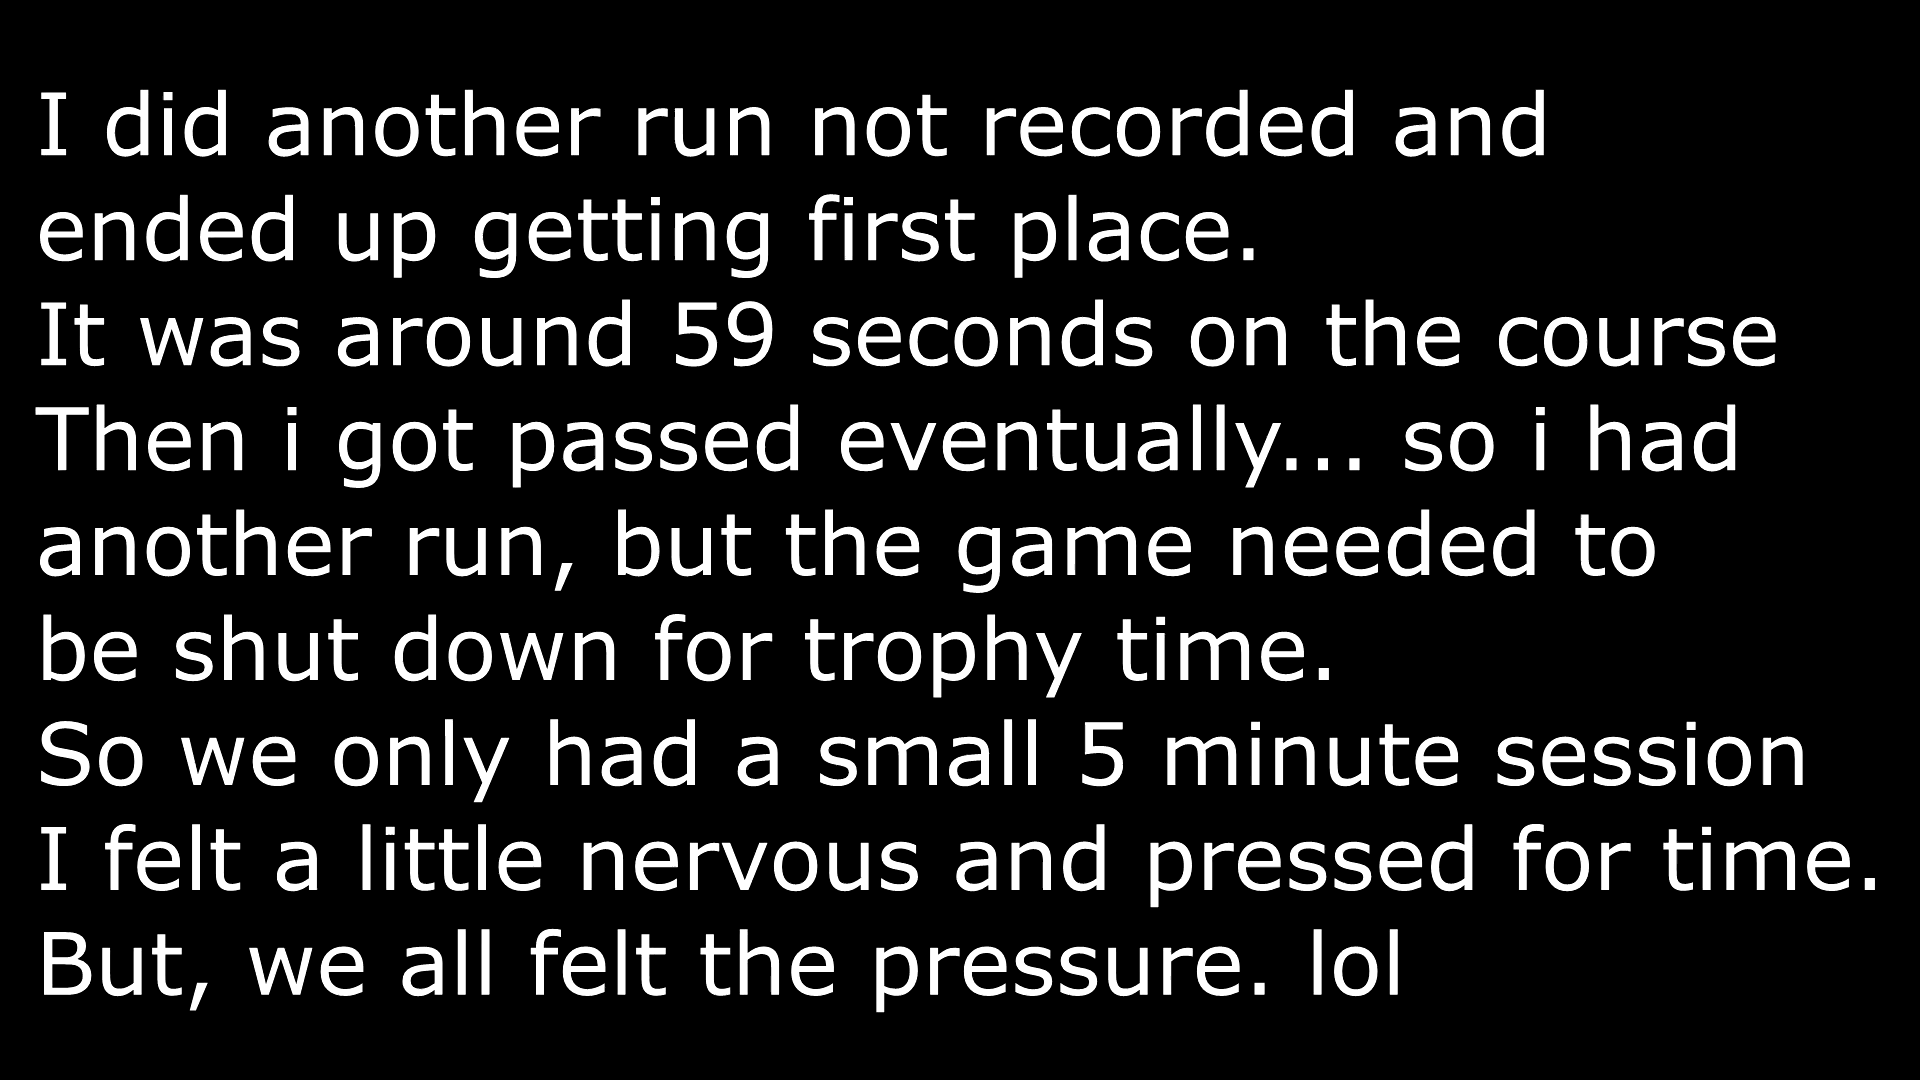 I did another run not recorded and
ended up getting first place.
It was around 59 seconds on the course
Then i got passed eventually... so i had
another run, but the game needed to
be shut down for trophy time.
So we only had a small 5 minute session
I felt a little nervous and pressed for time.
But, we all felt the pressure. lol